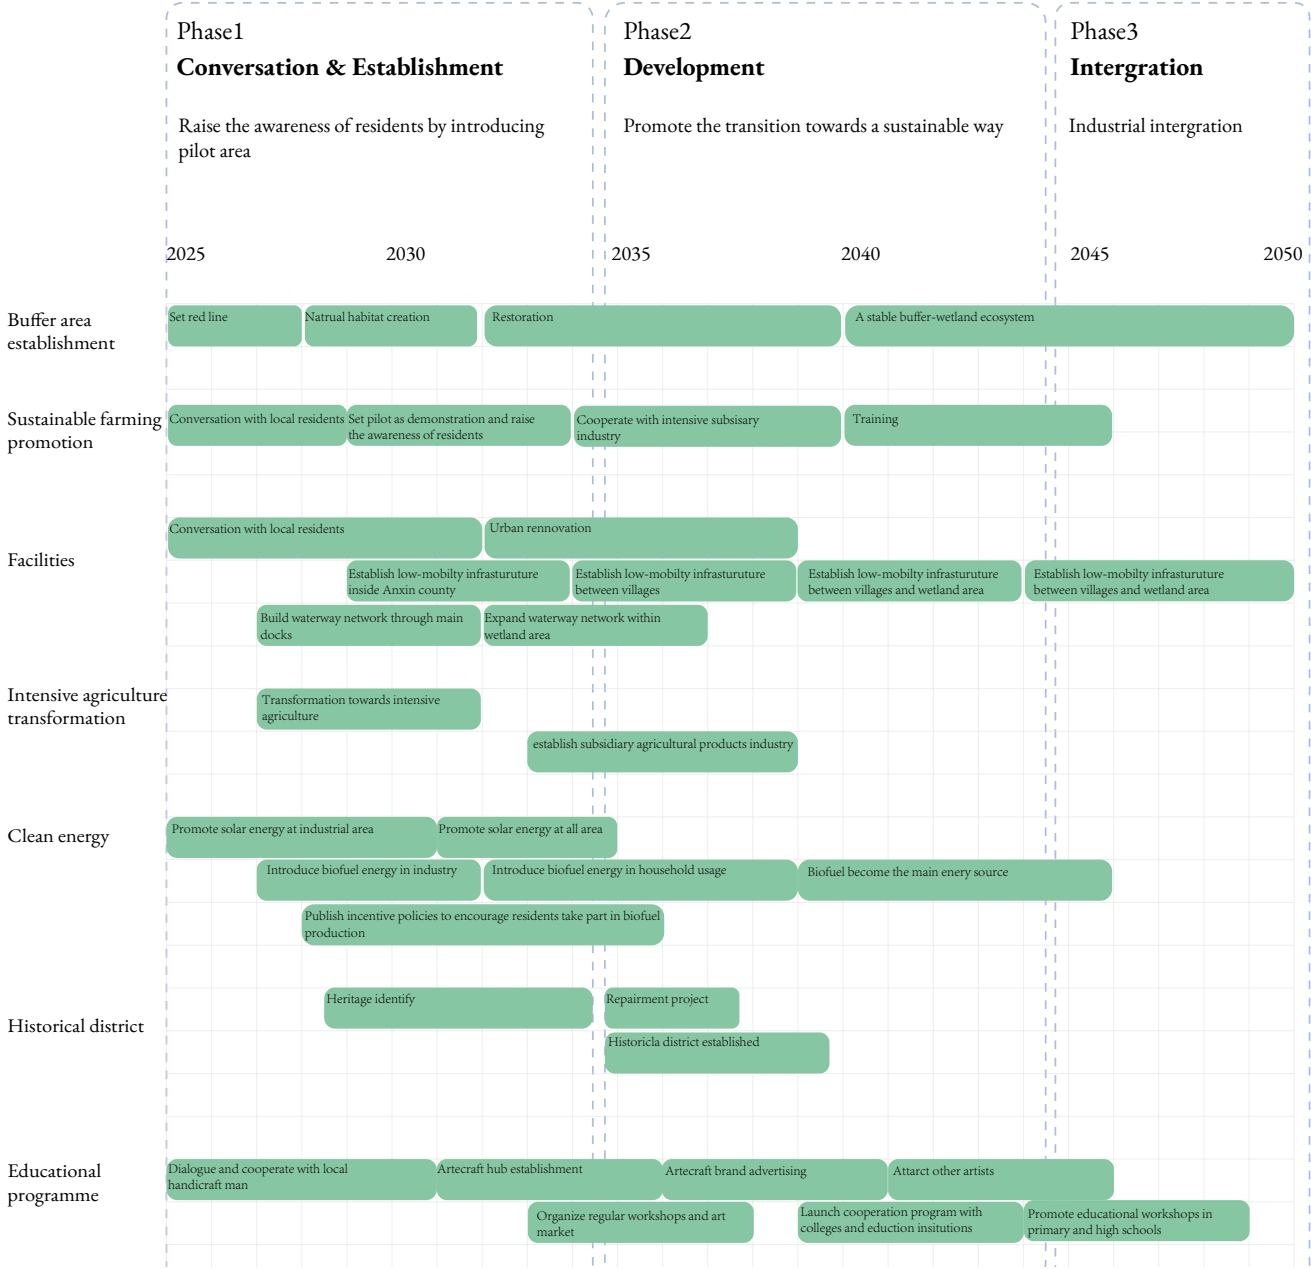 Phase1
Conversation & Establishment
Raise the awareness of residents by introducing
pilot area
Phase2
Development
Promote the transition towards a sustainable way
Phase3
Intergration
Industrial intergration
2025
2030
2035
2040
2045
2050
Buffer area
establishment
Set red line
Natrual habitat creation
Restoration
A stable buffer-wetland ecosystem
Sustainable farming
promotion
Conversation with local residents
Set pilot as demonstration and raise
the awareness of residents
Cooperate with intensive subsisary
industry
Training
Facilities
Conversation with local residents
Urban rennovation
Establish low-mobilty infrasturuture
inside Anxin county
Establish low-mobilty infrasturuture
between villages
Establish low-mobilty infrasturuture
between villages and wetland area
Establish low-mobilty infrasturuture
between villages and wetland area
Build waterway network through main
docks
Expand waterway network within
wetland area
Intensive agriculture
transformation
Transformation towards intensive
agriculture
establish subsidiary agricultural products industry
Clean energy
Promote solar energy at industrial area
Promote solar energy at all area
Introduce biofuel energy in industry
Introduce biofuel energy in household usage
Biofuel become the main enery source
Publish incentive policies to encourage residents take part in biofuel
production
Historical district
Heritage identify
Repairment project
Historicla district established
Educational
programme
Dialogue and cooperate with local
handicraft man
Artecraft hub establishment
Artecraft brand advertising
Attarct other artists
Organize regular workshops and art
market
Launch cooperation program with
colleges and eduction insitutions
Promote educational workshops in
primary and high schools